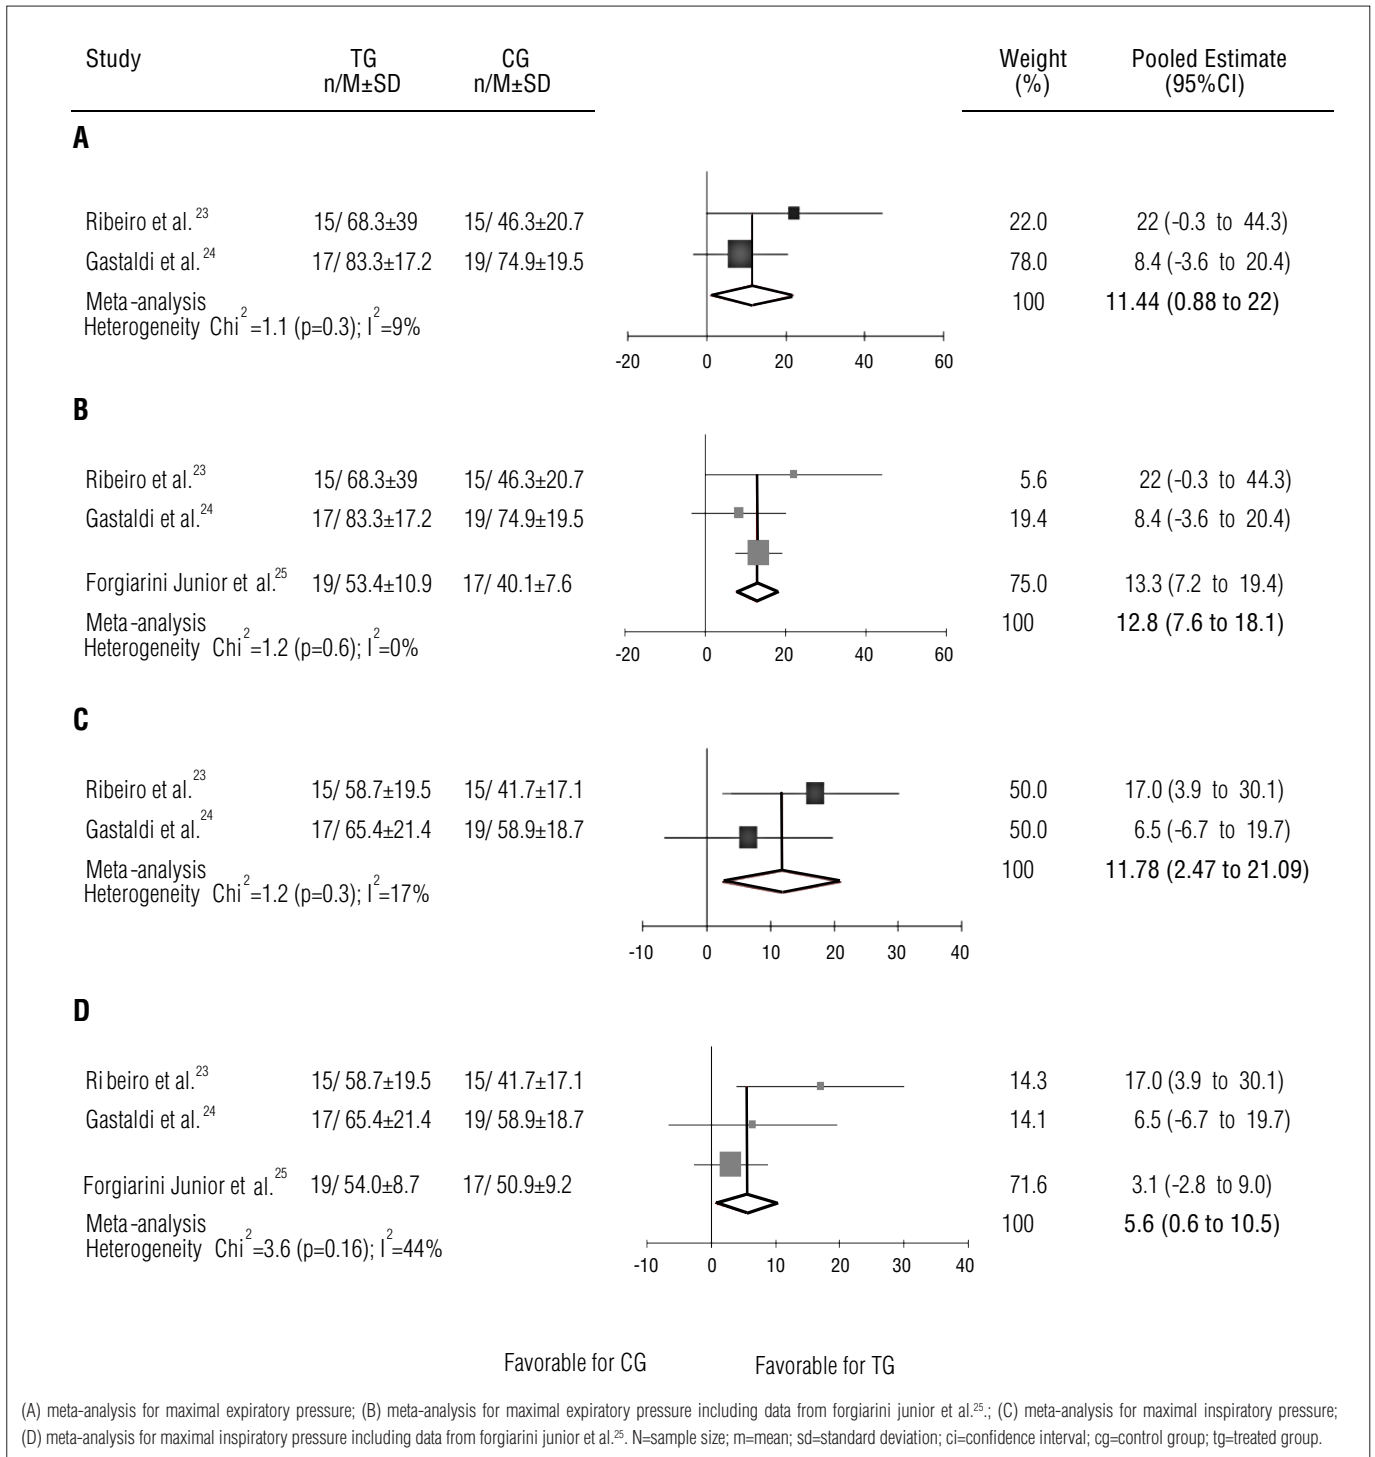 Study TG CG Weight Pooled Estimate
n/M±SD n/M±SD (%) (95%CI)
A
Ribeiro et al. 23 15/ 68.3±39 15/ 46.3±20.7 22.0 22 (-0.3 to 44.3)
Gastaldi et al. 24 17/ 83.3±17.2 19/ 74.9±19.5 78.0 8.4 (-3.6 to 20.4)
Meta-analysis 100 11.44 (0.88 to 22)
Heterogeneity Chi²=1.1 (p=0.3); I²=9%
-20 0 20 40 60
B
Ribeiro et al.23 15/ 68.3±39 15/ 46.3±20.7 5.6 22 (-0.3 to 44.3)
Gastaldi et al.24 17/ 83.3±17.2 19/ 74.9±19.5 19.4 8.4 (-3.6 to 20.4)
Forgiarini Junior et al.25 19/ 53.4±10.9 17/ 40.1±7.6 75.0 13.3 (7.2 to 19.4)
Meta-analysis 100 12.8 (7.6 to 18.1)
Heterogeneity Chi²=1.2 (p=0.6); I²=0%
-20 0 20 40 60
C
Ribeiro et al.23 15/ 58.7±19.5 15/ 41.7±17.1 50.0 17.0 (3.9 to 30.1)
Gastaldi et al.24 17/ 65.4±21.4 19/ 58.9±18.7 50.0 6.5 (-6.7 to 19.7)
Meta-analysis 100 11.78 (2.47 to 21.09)
Heterogeneity Chi²=1.2 (p=0.3); I²=17%
-10 0 10 20 30 40
D
Ribeiro et al.23 15/ 58.7±19.5 15/ 41.7±17.1 14.3 17.0 (3.9 to 30.1)
Gastaldi et al. 24 17/ 65.4±21.4 19/ 58.9±18.7 14.1 6.5 (-6.7 to 19.7)
Forgiarini Junior et al.25 19/ 54.0±8.7 17/ 50.9±9.2 71.6 3.1 (-2.8 to 9.0)
Meta-analysis 100 5.6 (0.6 to 10.5)
Heterogeneity Chi²=3.6 (p=0.16); I²=44%
-10 0 10 20 30 40
Favorable for CG Favorable for TG
(A) meta-analysis for maximal expiratory pressure; (B) meta-analysis for maximal expiratory pressure including data from forgiarini junior et al.25.; (C) meta-analysis for maximal inspiratory pressure;
(D) meta-analysis for maximal inspiratory pressure including data from forgiarini junior et al.25. N=sample size; m=mean; sd=standard deviation; ci=confidence interval; cg=control group; tg=treated group.